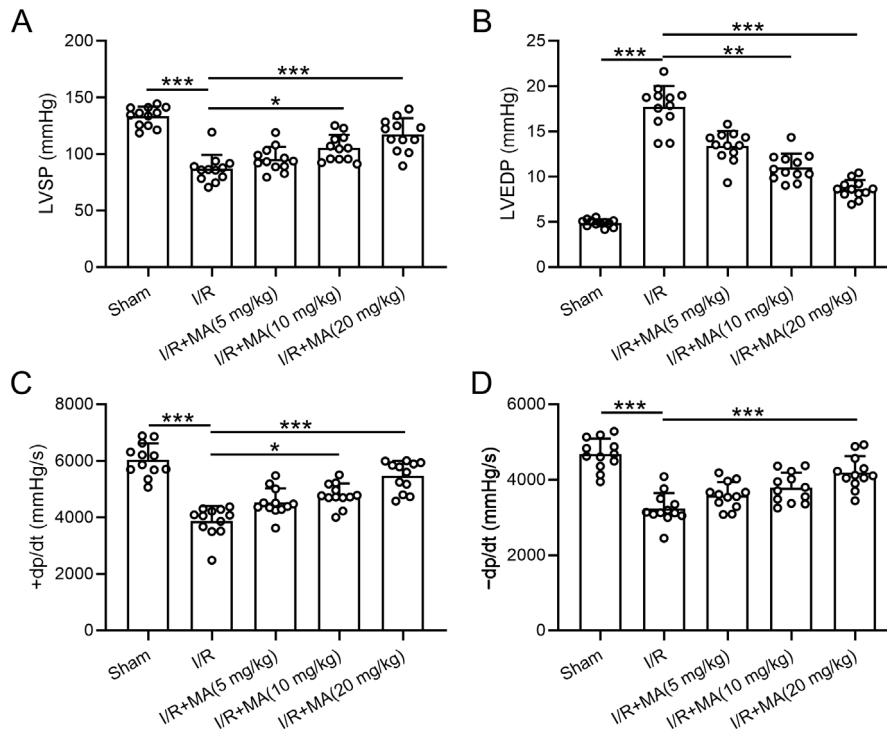 A
LVSP (mmHg)
200
150
100
50
0
***
***
*
Sham
I/R
I/R+MA(5 mg/kg)
I/R+MA(10 mg/kg)
I/R+MA(20 mg/kg)
B
LVEDP (mmHg)
25
20
15
10
5
0
***
***
**
Sham
I/R
I/R+MA(5 mg/kg)
I/R+MA(10 mg/kg)
I/R+MA(20 mg/kg)
C
+dp/dt (mmHg/s)
8000
6000
4000
2000
0
***
***
*
Sham
I/R
I/R+MA(5 mg/kg)
I/R+MA(10 mg/kg)
I/R+MA(20 mg/kg)
D
−dp/dt (mmHg/s)
6000
4000
2000
0
***
***
Sham
I/R
I/R+MA(5 mg/kg)
I/R+MA(10 mg/kg)
I/R+MA(20 mg/kg)